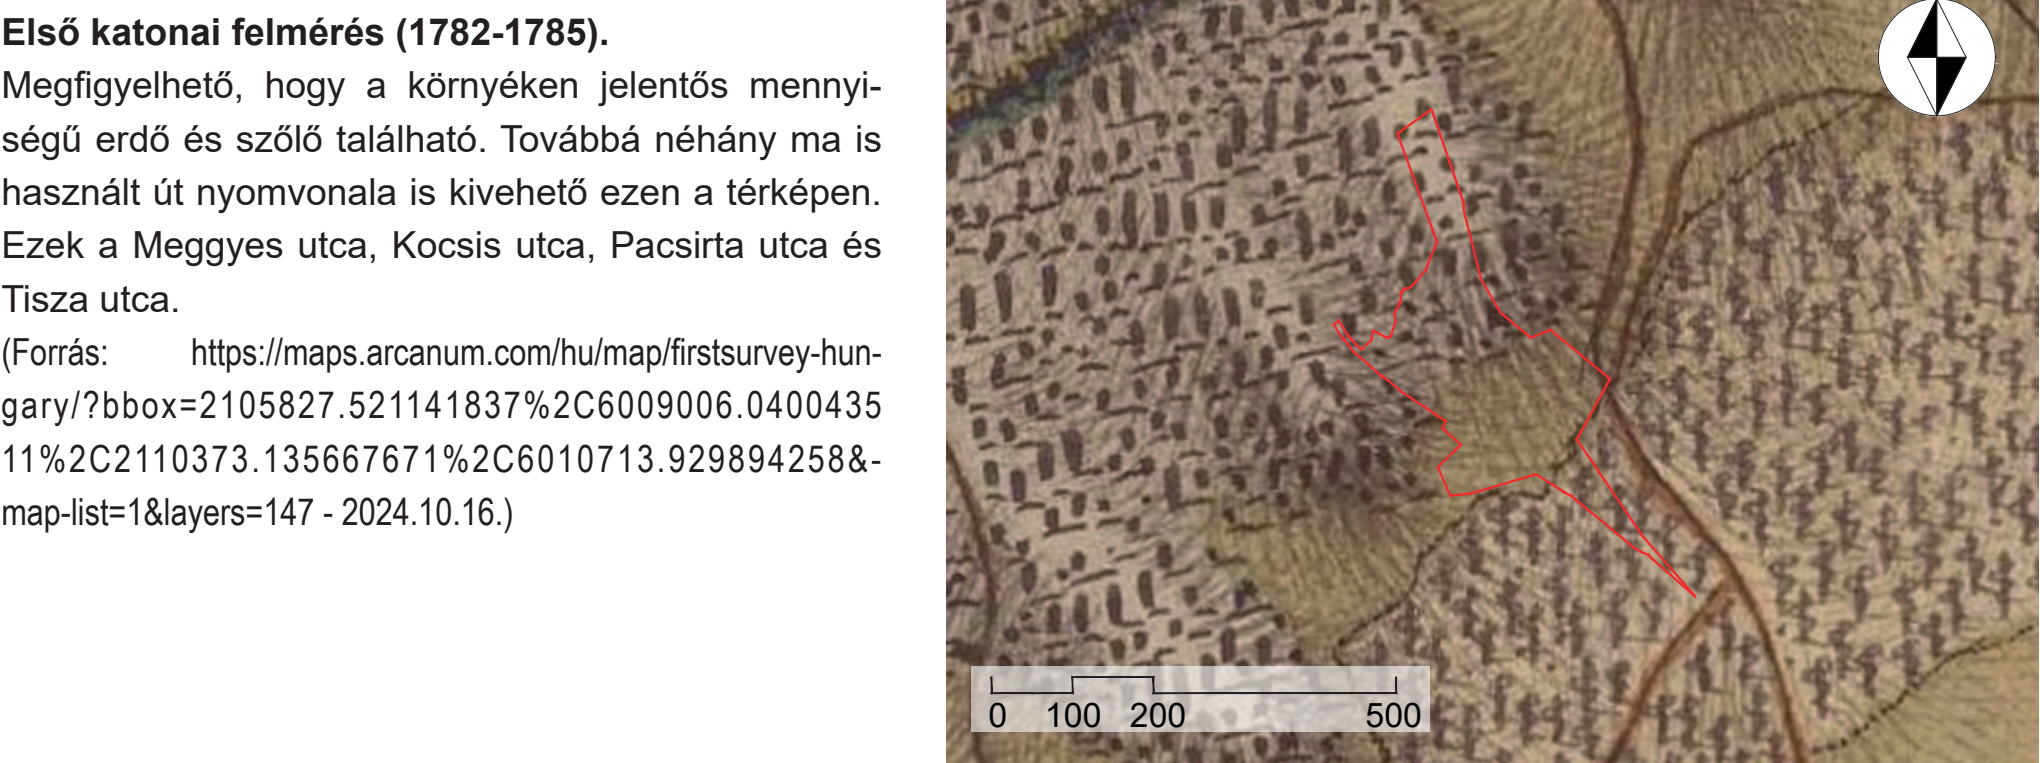 Első katonai felmérés (1782-1785).
Megfigyelhető, hogy a környéken jelentős mennyi-
ségű erdő és szőlő található. Továbbá néhány ma is
használt út nyomvonala is kivehető ezen a térképen.
Ezek a Meggyes utca, Kocsis utca, Pacsirta utca és
Tisza utca.
(Forrás: https://maps.arcanum.com/hu/map/firstsurvey-hun-
gary/?bbox=2105827.521141837%2C6009006.0400435
11%2C2110373.135667671%2C6010713.929894258&-
map-list=1&layers=147 - 2024.10.16.)
0 100 200 500